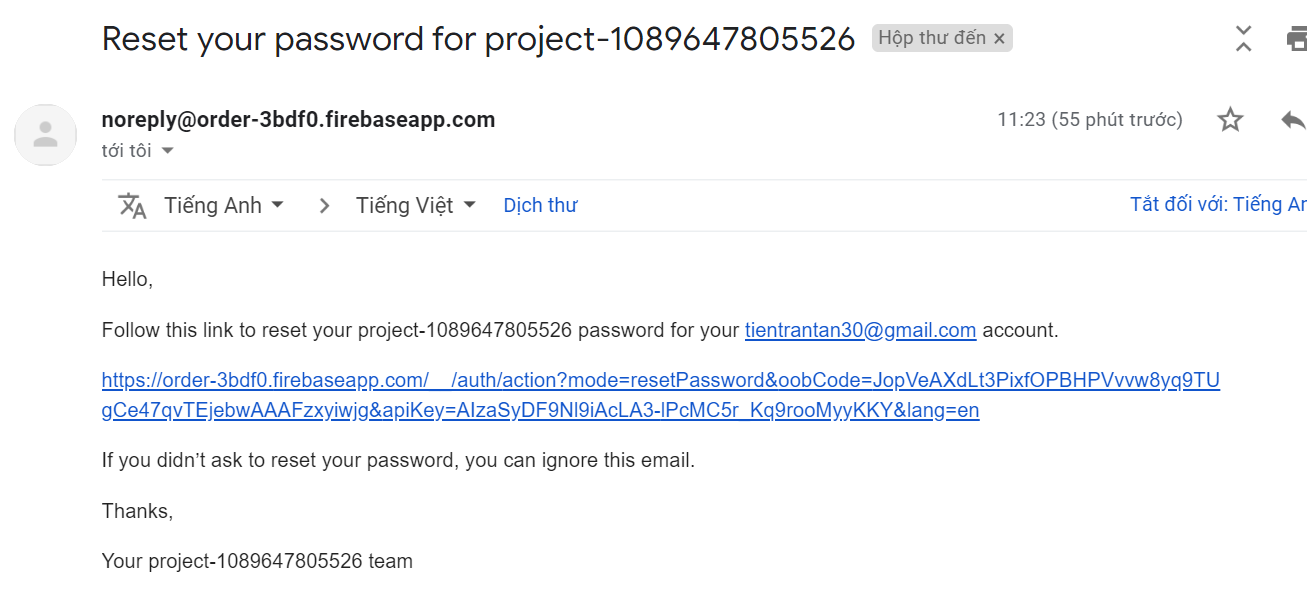 Reset your password for project-1089647805526 Hộp thư đến ×
noreply@order-3bdf0.firebaseapp.com 11:23 (55 phút trước)
tới tôi
Tiếng Anh > Tiếng Việt Dịch thư Tắt đối với: Tiếng An
Hello,
Follow this link to reset your project-1089647805526 password for your tientrantan30@gmail.com account.
https://order-3bdf0.firebaseapp.com/__/auth/action?mode=resetPassword&oobCode=JopVeAXdLt3PixfOPBHPVvvw8yq9TU
gCe47qvTEjebwAAAFzxyiwjg&apiKey=AIzaSyDF9Nl9iAcLA3-lPcMC5r_Kq9rooMyyKKY&lang=en
If you didn’t ask to reset your password, you can ignore this email.
Thanks,
Your project-1089647805526 team